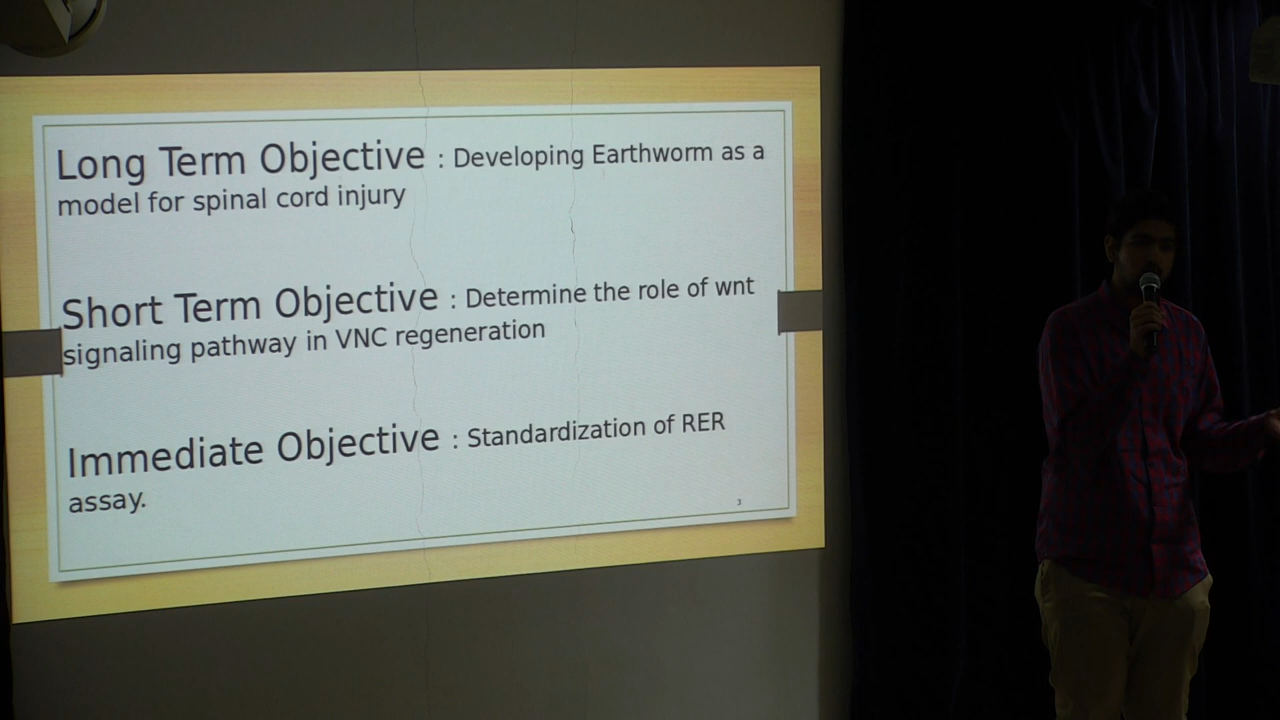 Long Term Objective : Developing Earthworm as a
model for spinal cord injury
Short Term Objective : Determine the role of wnt
signaling pathway in VNC regeneration
Immediate Objective : Standardization of RER
assay.
3